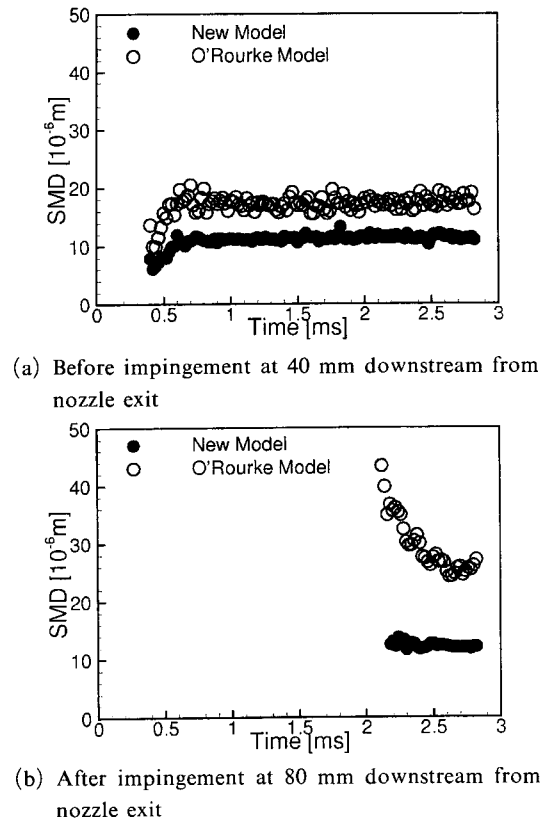 50
40
30
20
10
0
SMD [10⁻⁶m]
New Model
O'Rourke Model
0
0.5
1
1.5
2
2.5
3
Time [ms]
(a) Before impingement at 40 mm downstream from
nozzle exit
50
40
30
20
10
0
SMD [10⁻⁶m]
New Model
O'Rourke Model
0
0.5
1
1.5
2
2.5
3
Time [ms]
(b) After impingement at 80 mm downstream from
nozzle exit